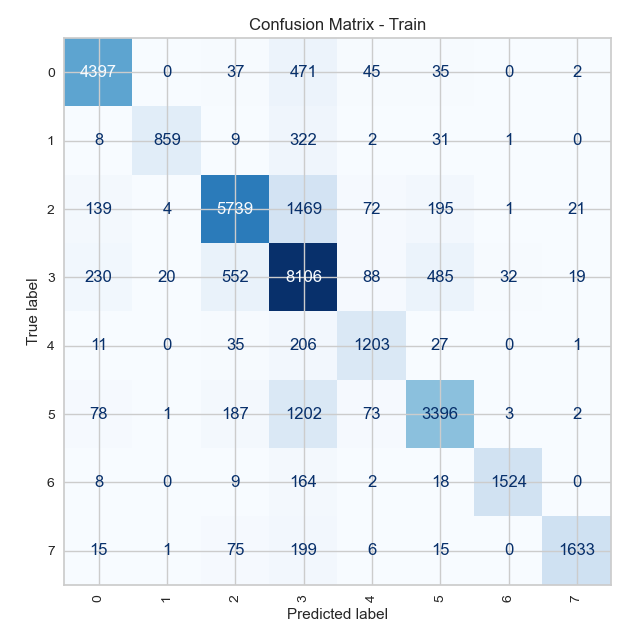 Confusion Matrix - Train
0 4397 0 37 471 45 35 0 2
1 8 859 9 322 2 31 1 0
2 139 4 5739 1469 72 195 1 21
True label
3 230 20 552 8106 88 485 32 19
4 11 0 35 206 1203 27 0 1
5 78 1 187 1202 73 3396 3 2
6 8 0 9 164 2 18 1524 0
7 15 1 75 199 6 15 0 1633
0 1 2 3 4 5 6 7
Predicted label